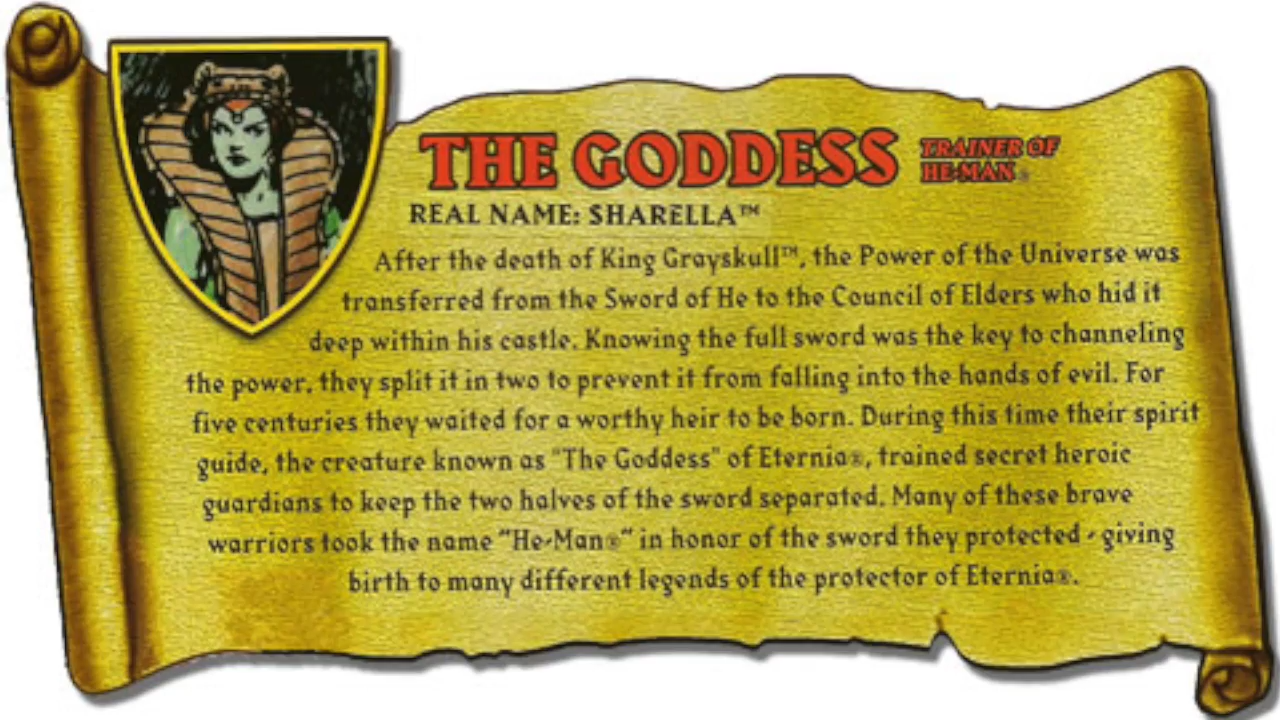 THE GODDESS TRAINER OF HE-MAN®
REAL NAME: SHARELLA™
After the death of King Grayskull™, the Power of the Universe was
transferred from the Sword of He to the Council of Elders who hid it
deep within his castle. Knowing the full sword was the key to channeling
the power, they split it in two to prevent it from falling into the hands of evil. For
five centuries they waited for a worthy heir to be born. During this time their spirit
guide, the creature known as "The Goddess" of Eternia®, trained secret heroic
guardians to keep the two halves of the sword separated. Many of these brave
warriors took the name "He-Man®" in honor of the sword they protected - giving
birth to many different legends of the protector of Eternia®.